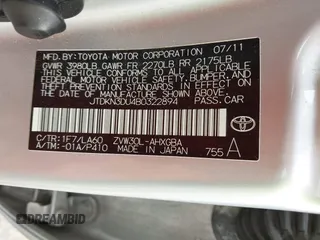 MFD. BY: TOYOTA MOTOR CORPORATION 07/11
GVWR 3980LB GAWR FR 2270LB RR 2175LB
THIS VEHICLE CONFORMS TO ALL APPLICABLE
FEDERAL MOTOR VEHICLE SAFETY, BUMPER, AND
THEFT PREVENTION STANDARDS IN EFFECT ON
THE DATE OF MANUFACTURE SHOWN ABOVE.
JTDKN3DU4B0322894 PASS. CAR
C/TR: 1F7/LA60 ZVW30L-AHXGBA
A/TM: -01A/P410 MADE IN JAPAN
755 A
DREAMBID